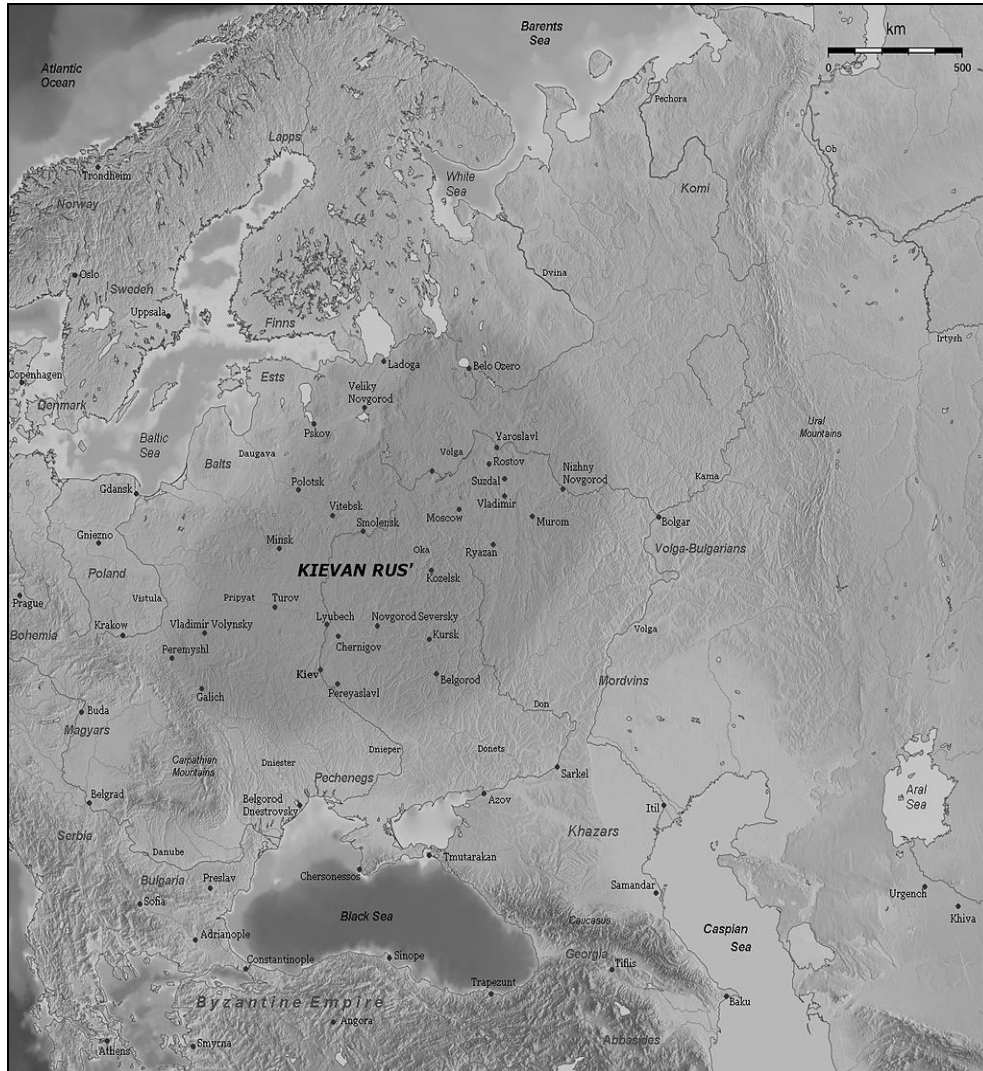 Barents
Sea
km
0
500
Atlantic
Ocean
Pechora
Lapps
Ob
Trondheim
White
Sea
Komi
Norway
Oslo
Dvina
Sweden
Uppsala
Finns
Irtysh
Ladoga
Belo Ozero
Copenhagen
Ests
Veliky
Novgorod
Denmark
Pskov
Ural
Mountains
Baltic
Sea
Yaroslavl
Daugava
Volga
Balts
Rostov
Nizhny
Novgorod
Suzdal
Kama
Gdansk
Polotsk
Vladimir
Vitebsk
Moscow
Murom
Smolensk
Bolgar
Gniezno
Minsk
Oka
Ryazan
Volga-Bulgarians
KIEVAN RUS'
Poland
Kozelsk
Prague
Vistula
Pripyat
Turov
Lyubech
Novgorod Seversky
Bohemia
Krakow
Vladimir Volynsky
Volga
Chernigov
Kursk
Peremyshl
Kiev
Belgorod
Mordvins
Galich
Pereyaslavl
Buda
Don
Magyars
Dnieper
Donets
Carpathian
Mountains
Dniester
Pechenegs
Sarkel
Aral
Sea
Belgrad
Belgorod
Dnestrovsky
Azov
Itil
Serbia
Khazars
Danube
Tmutarakan
Bulgaria
Chersonessos
Preslav
Samandar
Urgench
Sofia
Black Sea
Caucasus
Khiva
Caspian
Sea
Adrianople
Georgia
Constantinople
Sinope
Tiflis
Trapezunt
Byzantine Empire
Baku
Angora
Abbasides
Athens
Smyrna